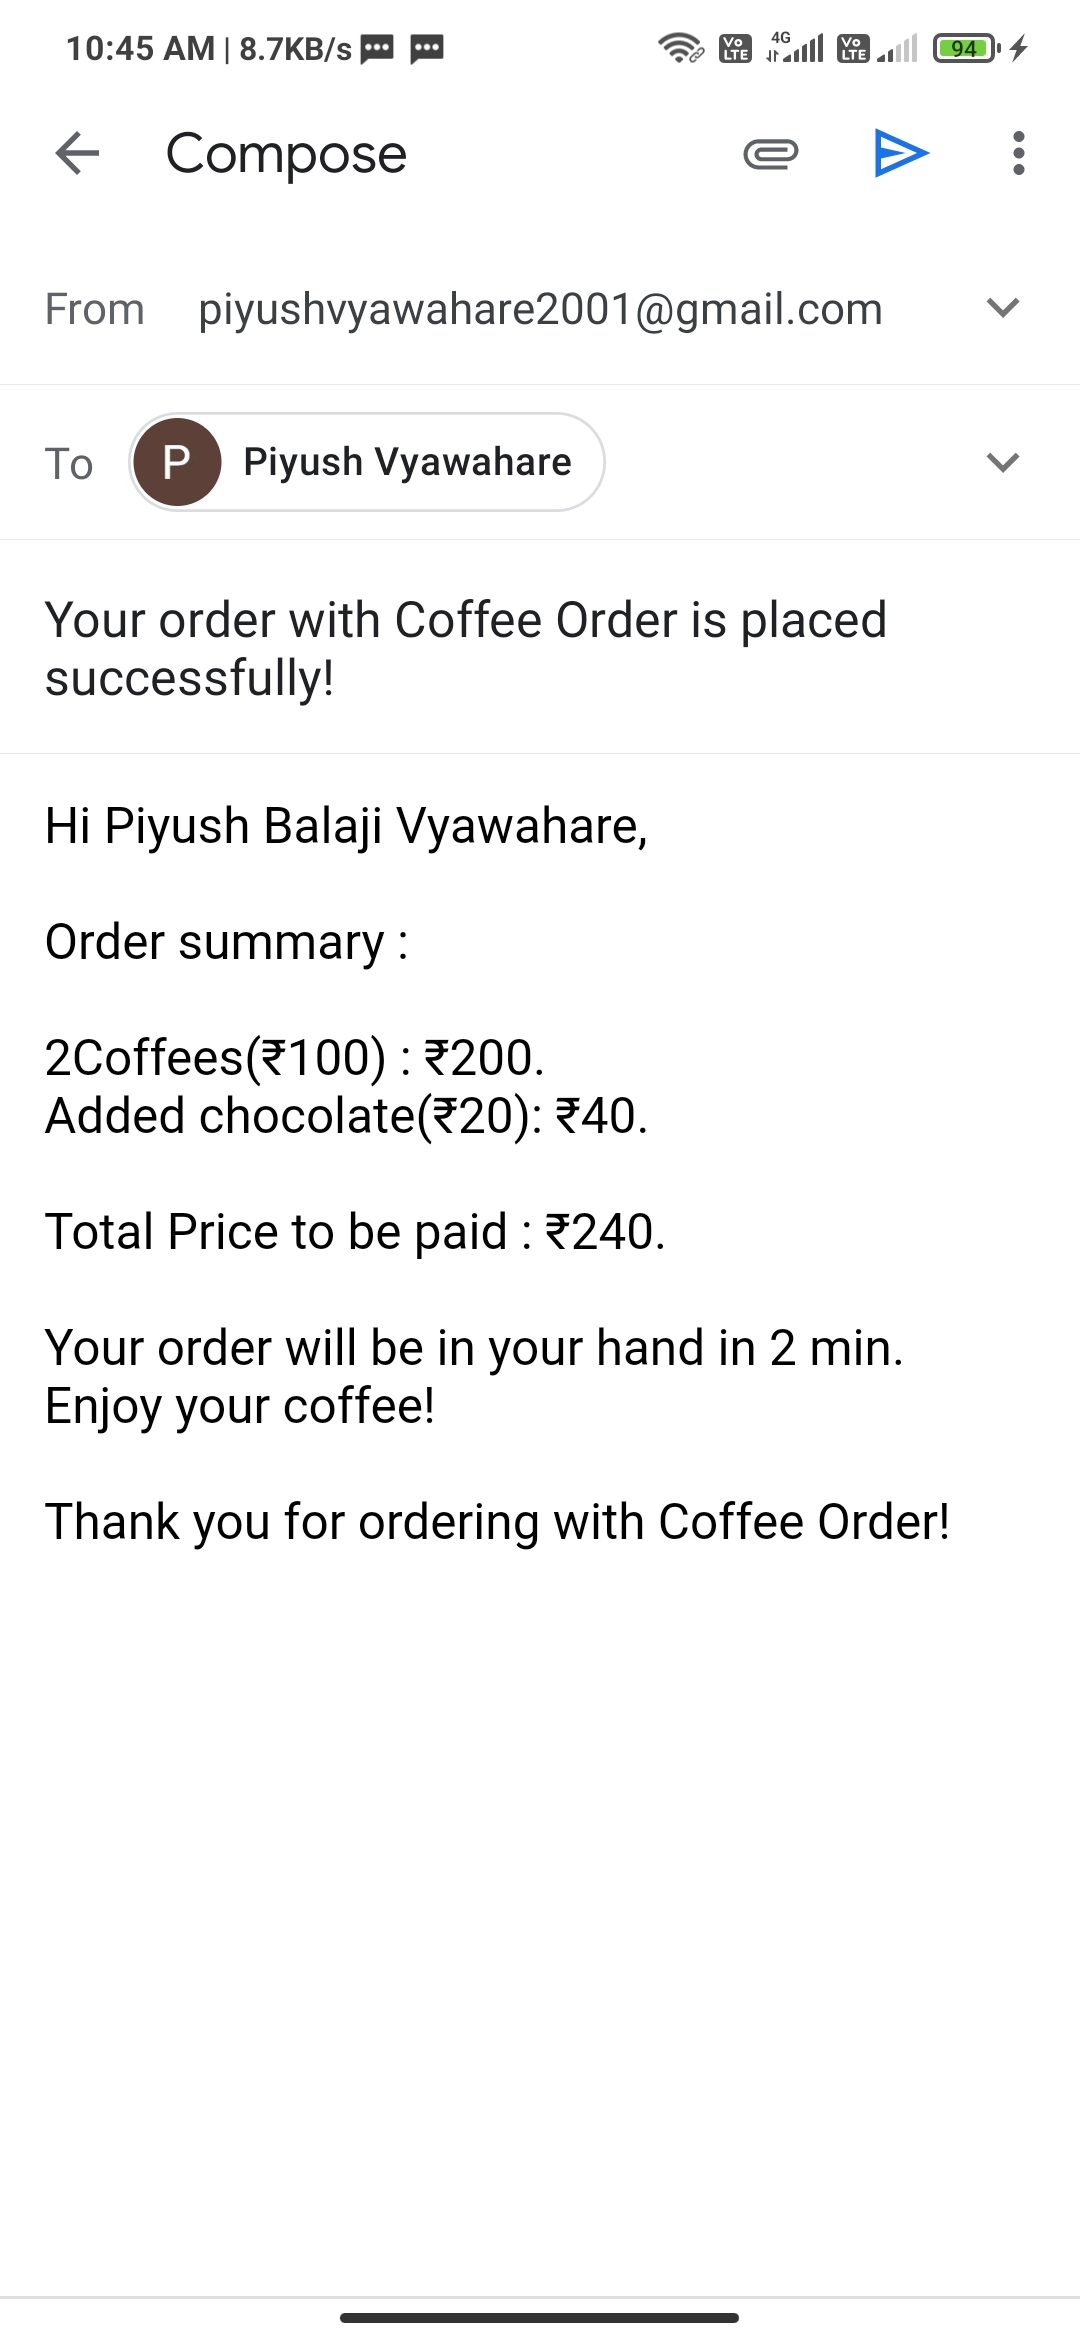 10:45 AM | 8.7KB/s
Vo LTE 4G Vo LTE 94
Compose
From piyushvyawahare2001@gmail.com
To P Piyush Vyawahare
Your order with Coffee Order is placed
successfully!
Hi Piyush Balaji Vyawahare,
Order summary :
2Coffees(₹100) : ₹200.
Added chocolate(₹20): ₹40.
Total Price to be paid : ₹240.
Your order will be in your hand in 2 min.
Enjoy your coffee!
Thank you for ordering with Coffee Order!